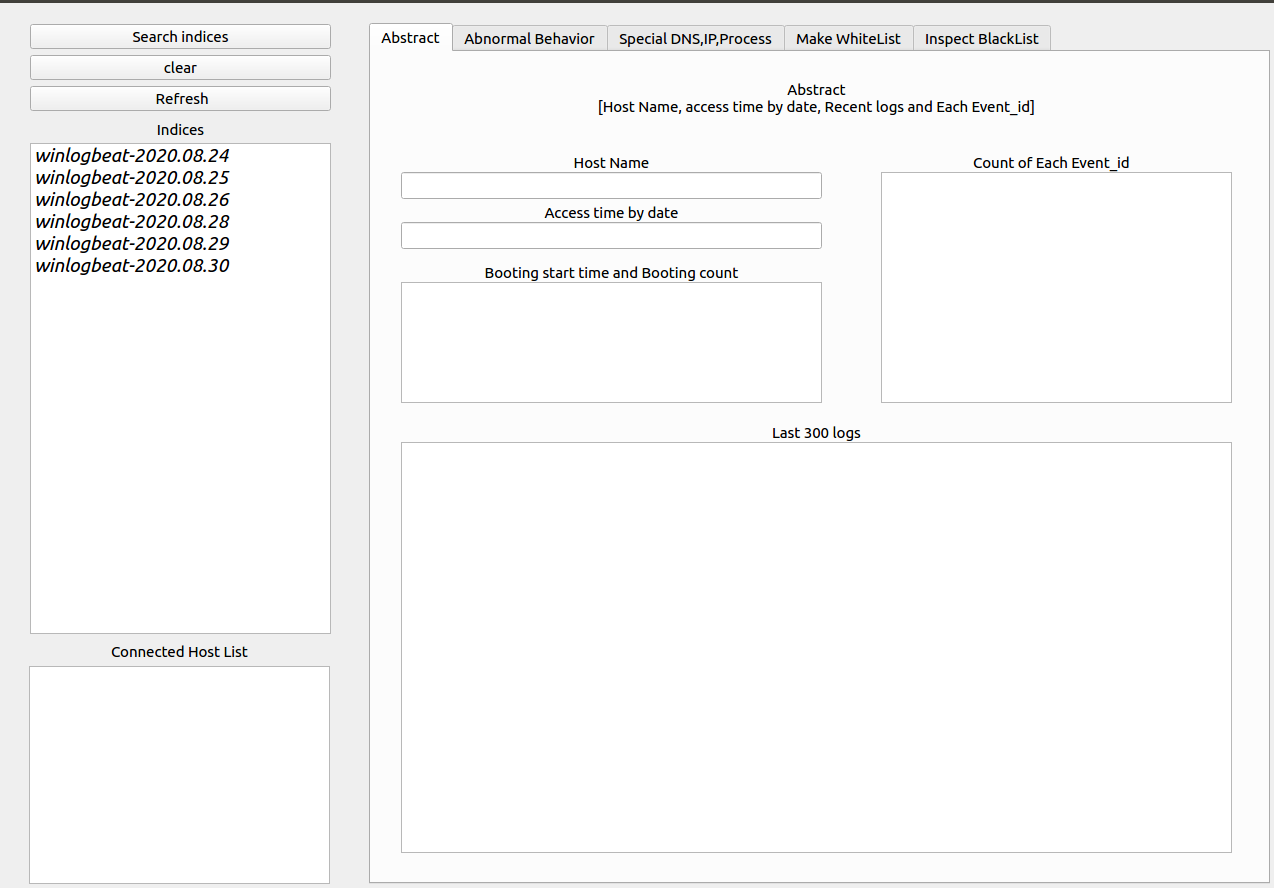 Search indices
clear
Refresh
Indices
winlogbeat-2020.08.24
winlogbeat-2020.08.25
winlogbeat-2020.08.26
winlogbeat-2020.08.28
winlogbeat-2020.08.29
winlogbeat-2020.08.30
Connected Host List
Abstract Abnormal Behavior Special DNS,IP,Process Make WhiteList Inspect BlackList
Abstract
[Host Name, access time by date, Recent logs and Each Event_id]
Host Name
Access time by date
Booting start time and Booting count
Count of Each Event_id
Last 300 logs